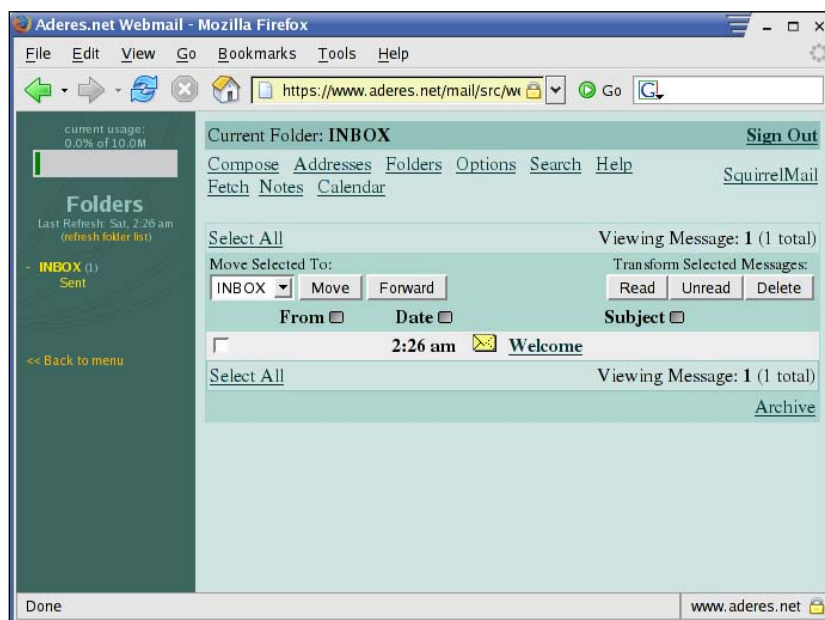 Aderes.net Webmail - Mozilla Firefox
File Edit View Go Bookmarks Tools Help
https://www.aderes.net/mail/src/we Go G
current usage:
0.0% of 10.0M
Folders
Last Refresh: Sat, 2:26 am
(refresh folder list)
- INBOX (1)
Sent
<< Back to menu
Current Folder: INBOX Sign Out
Compose Addresses Folders Options Search Help
Fetch Notes Calendar
SquirrelMail
Select All Viewing Message: 1 (1 total)
Move Selected To: Transform Selected Messages:
INBOX Move Forward Read Unread Delete
From Date Subject
2:26 am Welcome
Select All Viewing Message: 1 (1 total)
Archive
Done www.aderes.net